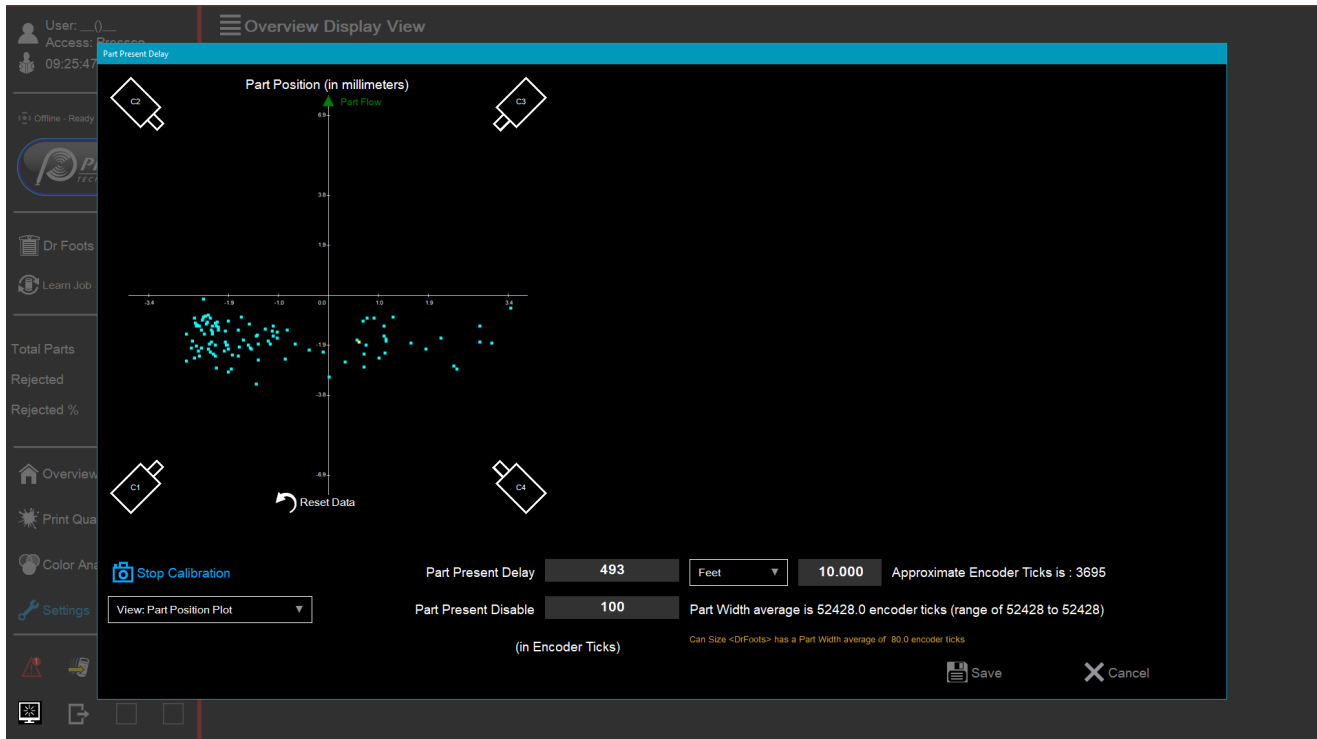 User: __()__
Access: Pressco
09:25:47
Overview Display View
Part Present Delay
Offline - Ready
Dr Foots
Learn Job
Total Parts
Rejected
Rejected %
Overview
Print Qua
Color Ana
Settings
Part Position (in millimeters)
Part Flow
C2
C3
6.9
3.8
1.9
-3.4 -1.9 -1.0 0.0 1.0 1.9 3.4
-1.9
-3.8
-6.9
C1
C4
Reset Data
Stop Calibration
View: Part Position Plot
Part Present Delay 493 Feet 10.000 Approximate Encoder Ticks is : 3695
Part Present Disable 100 Part Width average is 52428.0 encoder ticks (range of 52428 to 52428)
(in Encoder Ticks)
Can Size <DrFoots> has a Part Width average of 80.0 encoder ticks
Save
Cancel